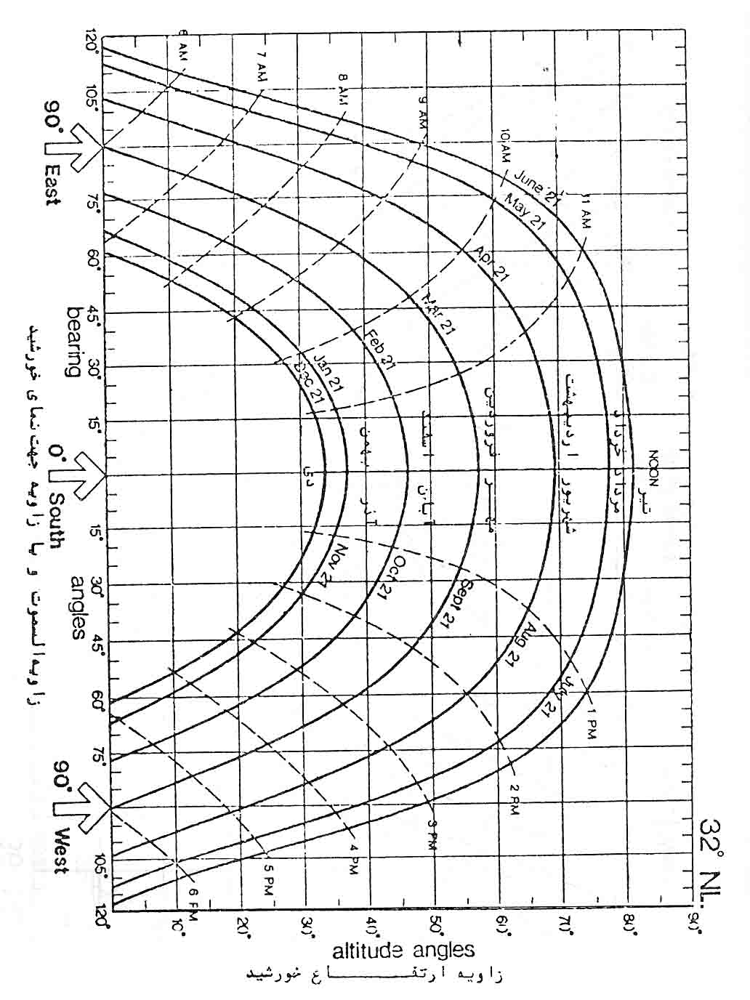 32° NL.
120° 105° 90° East 75° 60° 45° 30° 15° 0° South 15° 30° 45° 60° 75° 90° West 105° 120°
bearing angles
زاویه السموت و یا زاویه جهت نمای خورشید
10° 20° 30° 40° 50° 60° 70° 80° 90°
altitude angles
زاویه ارتفاع خورشید
6 AM
7 AM
8 AM
9 AM
10 AM
11 AM
NOON
1 PM
2 PM
3 PM
4 PM
5 PM
6 PM
June 21
May 21
Apr 21
Mar 21
Feb 21
Jan 21
Dec 21
Nov 21
Oct 21
Sept 21
Aug 21
July 21
تیر
خرداد
مرداد
اردیبهشت
شهریور
فروردین
مهر
اسفند
آبان
بهمن
آذر
دی